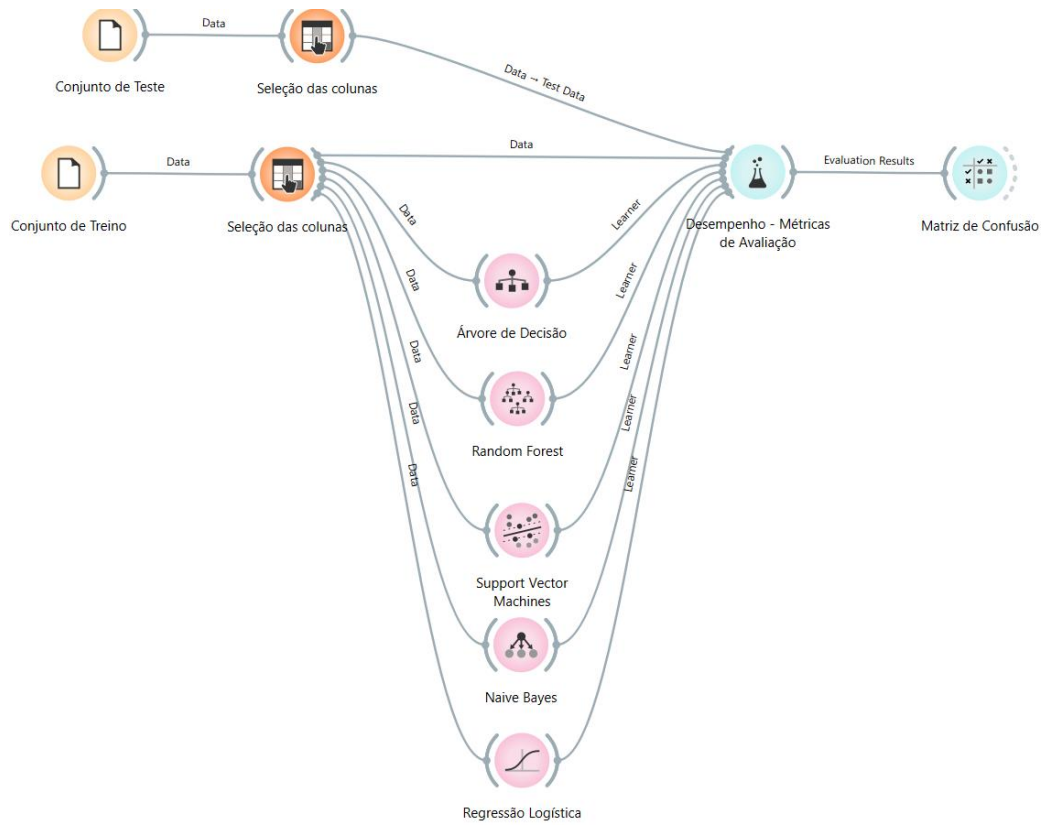 Data
Conjunto de Teste
Seleção das colunas
Data → Test Data
Data
Data
Evaluation Results
Conjunto de Treino
Seleção das colunas
Desempenho - Métricas
de Avaliação
Matriz de Confusão
Data
Learner
Árvore de Decisão
Data
Learner
Random Forest
Data
Learner
Support Vector
Machines
Data
Learner
Naive Bayes
Data
Learner
Regressão Logística